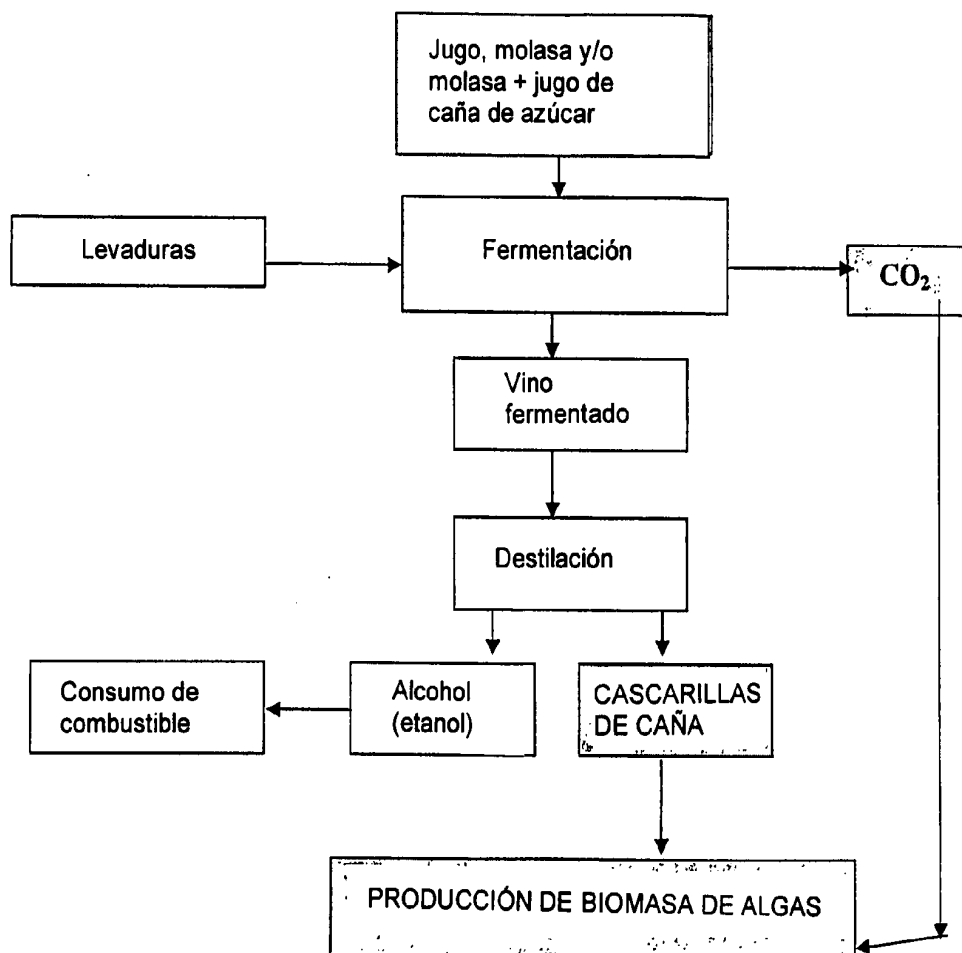 Jugo, molasa y/o
molasa + jugo de
caña de azúcar
Levaduras
Fermentación
CO₂
Vino
fermentado
Destilación
Consumo de
combustible
Alcohol
(etanol)
CASCARILLAS
DE CAÑA
PRODUCCIÓN DE BIOMASA DE ALGAS